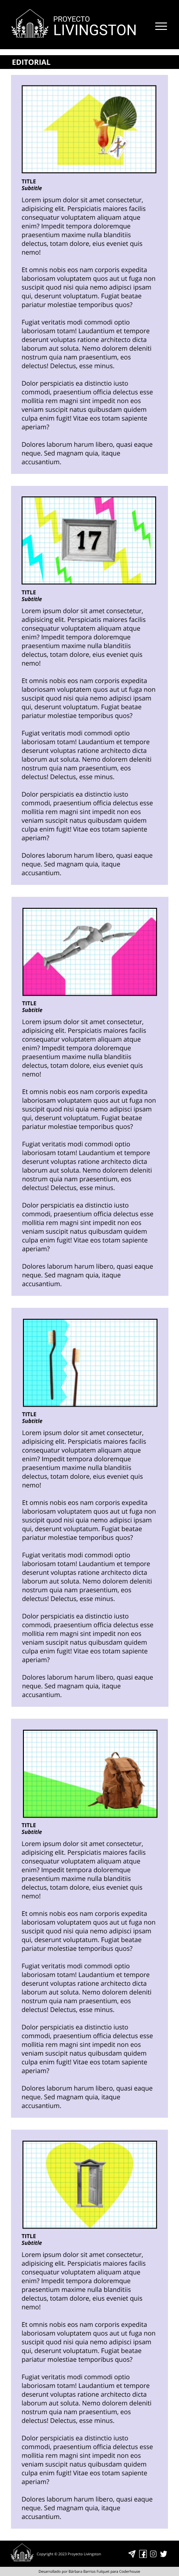 PROYECTO
LIVINGSTON
EDITORIAL
TITLE
Subtitle
Lorem ipsum dolor sit amet consectetur,
adipisicing elit. Perspiciatis maiores facilis
consequatur voluptatem aliquam atque
enim? Impedit tempora doloremque
praesentium maxime nulla blanditiis
delectus, totam dolore, eius eveniet quis
nemo!
Et omnis nobis eos nam corporis expedita
laboriosam voluptatem quos aut ut fuga non
suscipit quod nisi quia nemo adipisci ipsam
qui, deserunt voluptatum. Fugiat beatae
pariatur molestiae temporibus quos?
Fugiat veritatis modi commodi optio
laboriosam totam! Laudantium et tempore
deserunt voluptas ratione architecto dicta
laborum aut soluta. Nemo dolorem deleniti
nostrum quia nam praesentium, eos
delectus! Delectus, esse minus.
Dolor perspiciatis ea distinctio iusto
commodi, praesentium officia delectus esse
mollitia rem magni sint impedit non eos
veniam suscipit natus quibusdam quidem
culpa enim fugit! Vitae eos totam sapiente
aperiam?
Dolores laborum harum libero, quasi eaque
neque. Sed magnam quia, itaque
accusantium.
17
TITLE
Subtitle
Lorem ipsum dolor sit amet consectetur,
adipisicing elit. Perspiciatis maiores facilis
consequatur voluptatem aliquam atque
enim? Impedit tempora doloremque
praesentium maxime nulla blanditiis
delectus, totam dolore, eius eveniet quis
nemo!
Et omnis nobis eos nam corporis expedita
laboriosam voluptatem quos aut ut fuga non
suscipit quod nisi quia nemo adipisci ipsam
qui, deserunt voluptatum. Fugiat beatae
pariatur molestiae temporibus quos?
Fugiat veritatis modi commodi optio
laboriosam totam! Laudantium et tempore
deserunt voluptas ratione architecto dicta
laborum aut soluta. Nemo dolorem deleniti
nostrum quia nam praesentium, eos
delectus! Delectus, esse minus.
Dolor perspiciatis ea distinctio iusto
commodi, praesentium officia delectus esse
mollitia rem magni sint impedit non eos
veniam suscipit natus quibusdam quidem
culpa enim fugit! Vitae eos totam sapiente
aperiam?
Dolores laborum harum libero, quasi eaque
neque. Sed magnam quia, itaque
accusantium.
TITLE
Subtitle
Lorem ipsum dolor sit amet consectetur,
adipisicing elit. Perspiciatis maiores facilis
consequatur voluptatem aliquam atque
enim? Impedit tempora doloremque
praesentium maxime nulla blanditiis
delectus, totam dolore, eius eveniet quis
nemo!
Et omnis nobis eos nam corporis expedita
laboriosam voluptatem quos aut ut fuga non
suscipit quod nisi quia nemo adipisci ipsam
qui, deserunt voluptatum. Fugiat beatae
pariatur molestiae temporibus quos?
Fugiat veritatis modi commodi optio
laboriosam totam! Laudantium et tempore
deserunt voluptas ratione architecto dicta
laborum aut soluta. Nemo dolorem deleniti
nostrum quia nam praesentium, eos
delectus! Delectus, esse minus.
Dolor perspiciatis ea distinctio iusto
commodi, praesentium officia delectus esse
mollitia rem magni sint impedit non eos
veniam suscipit natus quibusdam quidem
culpa enim fugit! Vitae eos totam sapiente
aperiam?
Dolores laborum harum libero, quasi eaque
neque. Sed magnam quia, itaque
accusantium.
TITLE
Subtitle
Lorem ipsum dolor sit amet consectetur,
adipisicing elit. Perspiciatis maiores facilis
consequatur voluptatem aliquam atque
enim? Impedit tempora doloremque
praesentium maxime nulla blanditiis
delectus, totam dolore, eius eveniet quis
nemo!
Et omnis nobis eos nam corporis expedita
laboriosam voluptatem quos aut ut fuga non
suscipit quod nisi quia nemo adipisci ipsam
qui, deserunt voluptatum. Fugiat beatae
pariatur molestiae temporibus quos?
Fugiat veritatis modi commodi optio
laboriosam totam! Laudantium et tempore
deserunt voluptas ratione architecto dicta
laborum aut soluta. Nemo dolorem deleniti
nostrum quia nam praesentium, eos
delectus! Delectus, esse minus.
Dolor perspiciatis ea distinctio iusto
commodi, praesentium officia delectus esse
mollitia rem magni sint impedit non eos
veniam suscipit natus quibusdam quidem
culpa enim fugit! Vitae eos totam sapiente
aperiam?
Dolores laborum harum libero, quasi eaque
neque. Sed magnam quia, itaque
accusantium.
TITLE
Subtitle
Lorem ipsum dolor sit amet consectetur,
adipisicing elit. Perspiciatis maiores facilis
consequatur voluptatem aliquam atque
enim? Impedit tempora doloremque
praesentium maxime nulla blanditiis
delectus, totam dolore, eius eveniet quis
nemo!
Et omnis nobis eos nam corporis expedita
laboriosam voluptatem quos aut ut fuga non
suscipit quod nisi quia nemo adipisci ipsam
qui, deserunt voluptatum. Fugiat beatae
pariatur molestiae temporibus quos?
Fugiat veritatis modi commodi optio
laboriosam totam! Laudantium et tempore
deserunt voluptas ratione architecto dicta
laborum aut soluta. Nemo dolorem deleniti
nostrum quia nam praesentium, eos
delectus! Delectus, esse minus.
Dolor perspiciatis ea distinctio iusto
commodi, praesentium officia delectus esse
mollitia rem magni sint impedit non eos
veniam suscipit natus quibusdam quidem
culpa enim fugit! Vitae eos totam sapiente
aperiam?
Dolores laborum harum libero, quasi eaque
neque. Sed magnam quia, itaque
accusantium.
TITLE
Subtitle
Lorem ipsum dolor sit amet consectetur,
adipisicing elit. Perspiciatis maiores facilis
consequatur voluptatem aliquam atque
enim? Impedit tempora doloremque
praesentium maxime nulla blanditiis
delectus, totam dolore, eius eveniet quis
nemo!
Et omnis nobis eos nam corporis expedita
laboriosam voluptatem quos aut ut fuga non
suscipit quod nisi quia nemo adipisci ipsam
qui, deserunt voluptatum. Fugiat beatae
pariatur molestiae temporibus quos?
Fugiat veritatis modi commodi optio
laboriosam totam! Laudantium et tempore
deserunt voluptas ratione architecto dicta
laborum aut soluta. Nemo dolorem deleniti
nostrum quia nam praesentium, eos
delectus! Delectus, esse minus.
Dolor perspiciatis ea distinctio iusto
commodi, praesentium officia delectus esse
mollitia rem magni sint impedit non eos
veniam suscipit natus quibusdam quidem
culpa enim fugit! Vitae eos totam sapiente
aperiam?
Dolores laborum harum libero, quasi eaque
neque. Sed magnam quia, itaque
accusantium.
Copyright © 2023 Proyecto Livingston
Desarrollado por Bárbara Barrios Falquet para Coderhouse